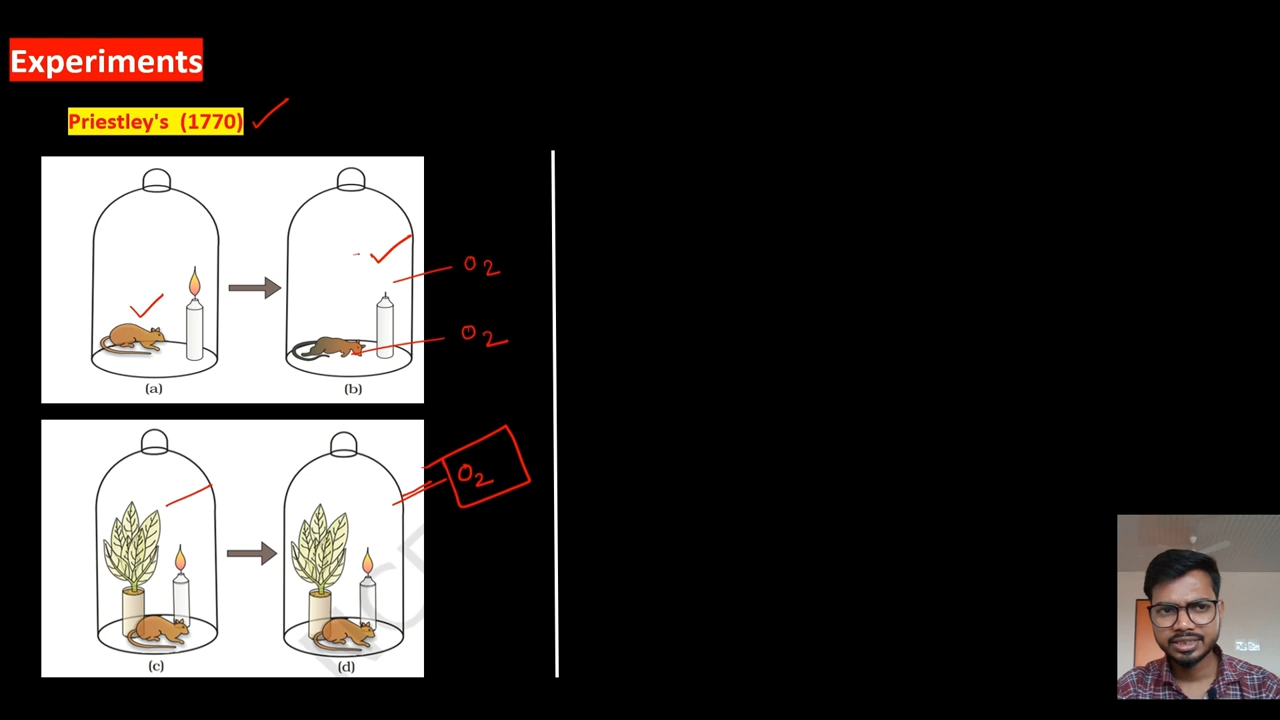 Experiments
Priestley's (1770)
O2
O2
(a)
(b)
O2
(c)
(d)